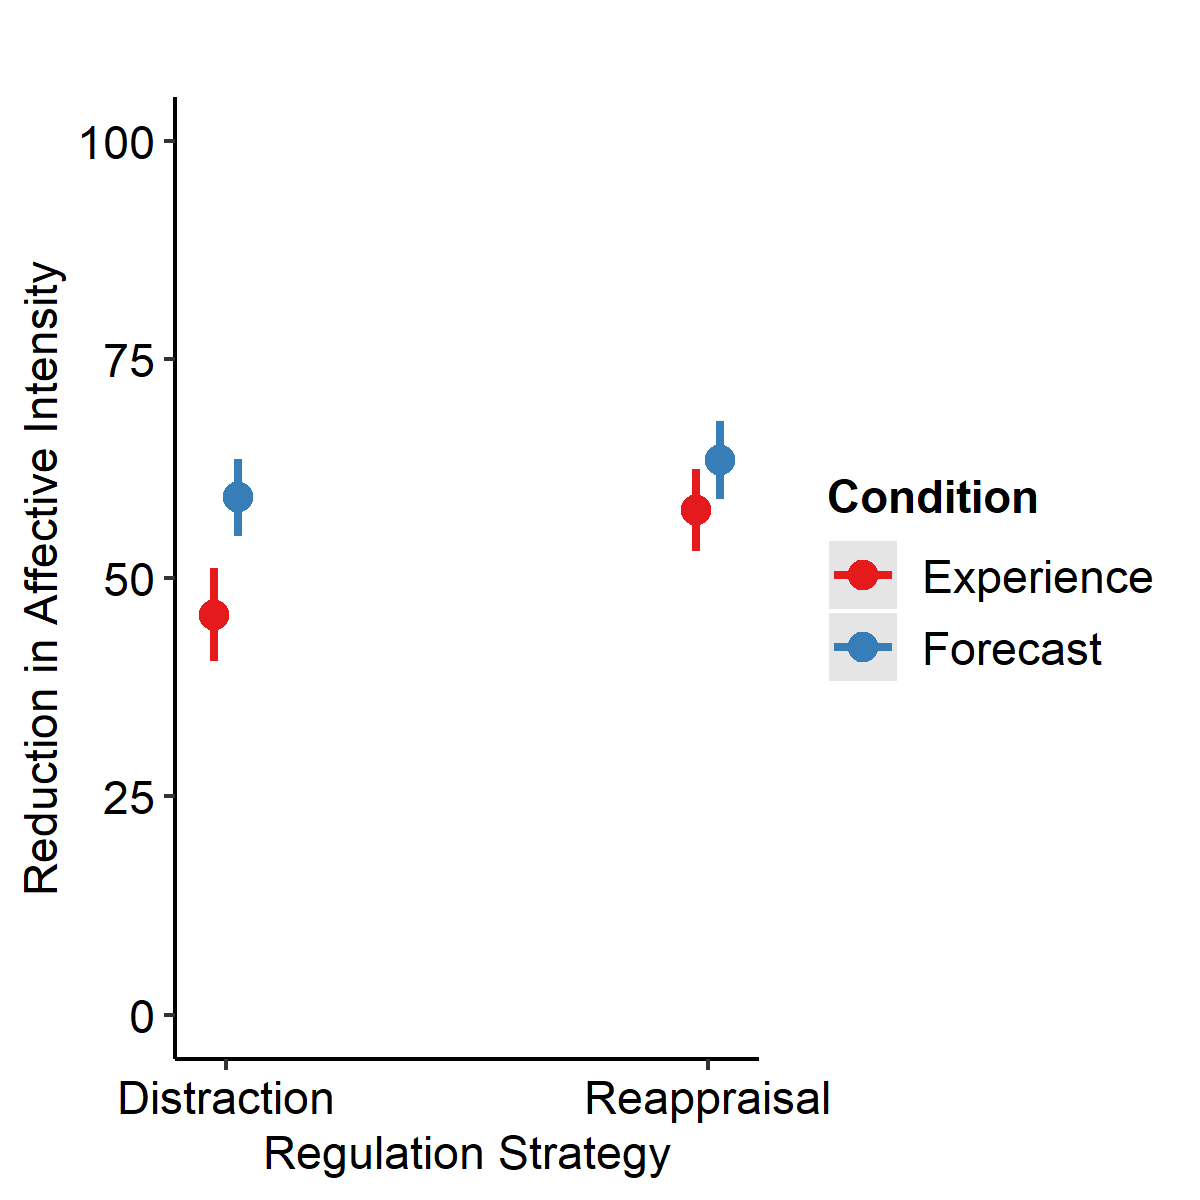 Reduction in Affective Intensity
100
75
50
25
0
Distraction
Reappraisal
Regulation Strategy
Condition
Experience
Forecast